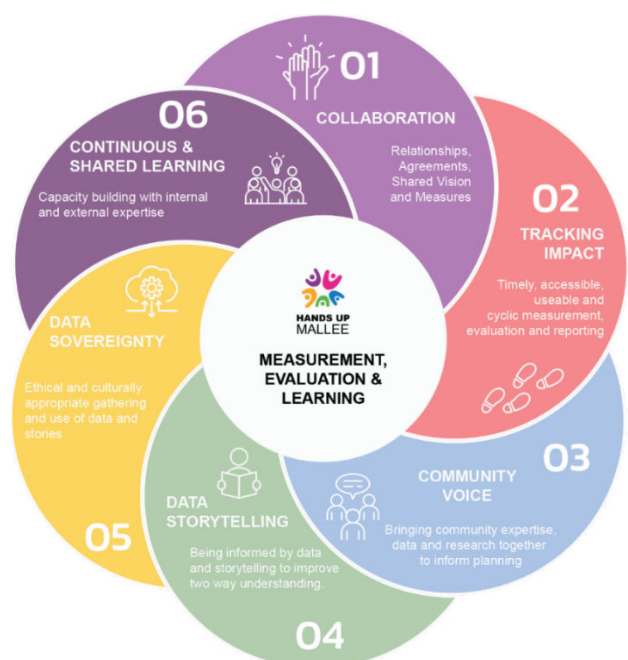 01
COLLABORATION
Relationships,
Agreements,
Shared Vision
and Measures
02
TRACKING
IMPACT
Timely, accessible,
useable and
cyclic measurement,
evaluation and reporting
03
COMMUNITY
VOICE
Bringing community expertise,
data and research together
to inform planning
DATA
STORYTELLING
Being informed by data
and storytelling to improve
two way understanding.
04
DATA
SOVEREIGNTY
Ethical and culturally
appropriate gathering
and use of data and
stories
05
06
CONTINUOUS &
SHARED LEARNING
Capacity building with internal
and external expertise
HANDS UP
MALLEE
MEASUREMENT,
EVALUATION &
LEARNING